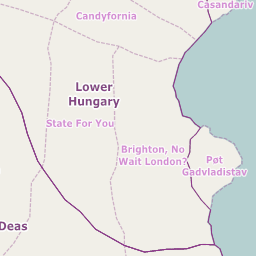 Casandariv
Candyfornia
Lower
Hungary
State For You
Brighton, No
Wait London?
Pot
Gadvladistav
Deas